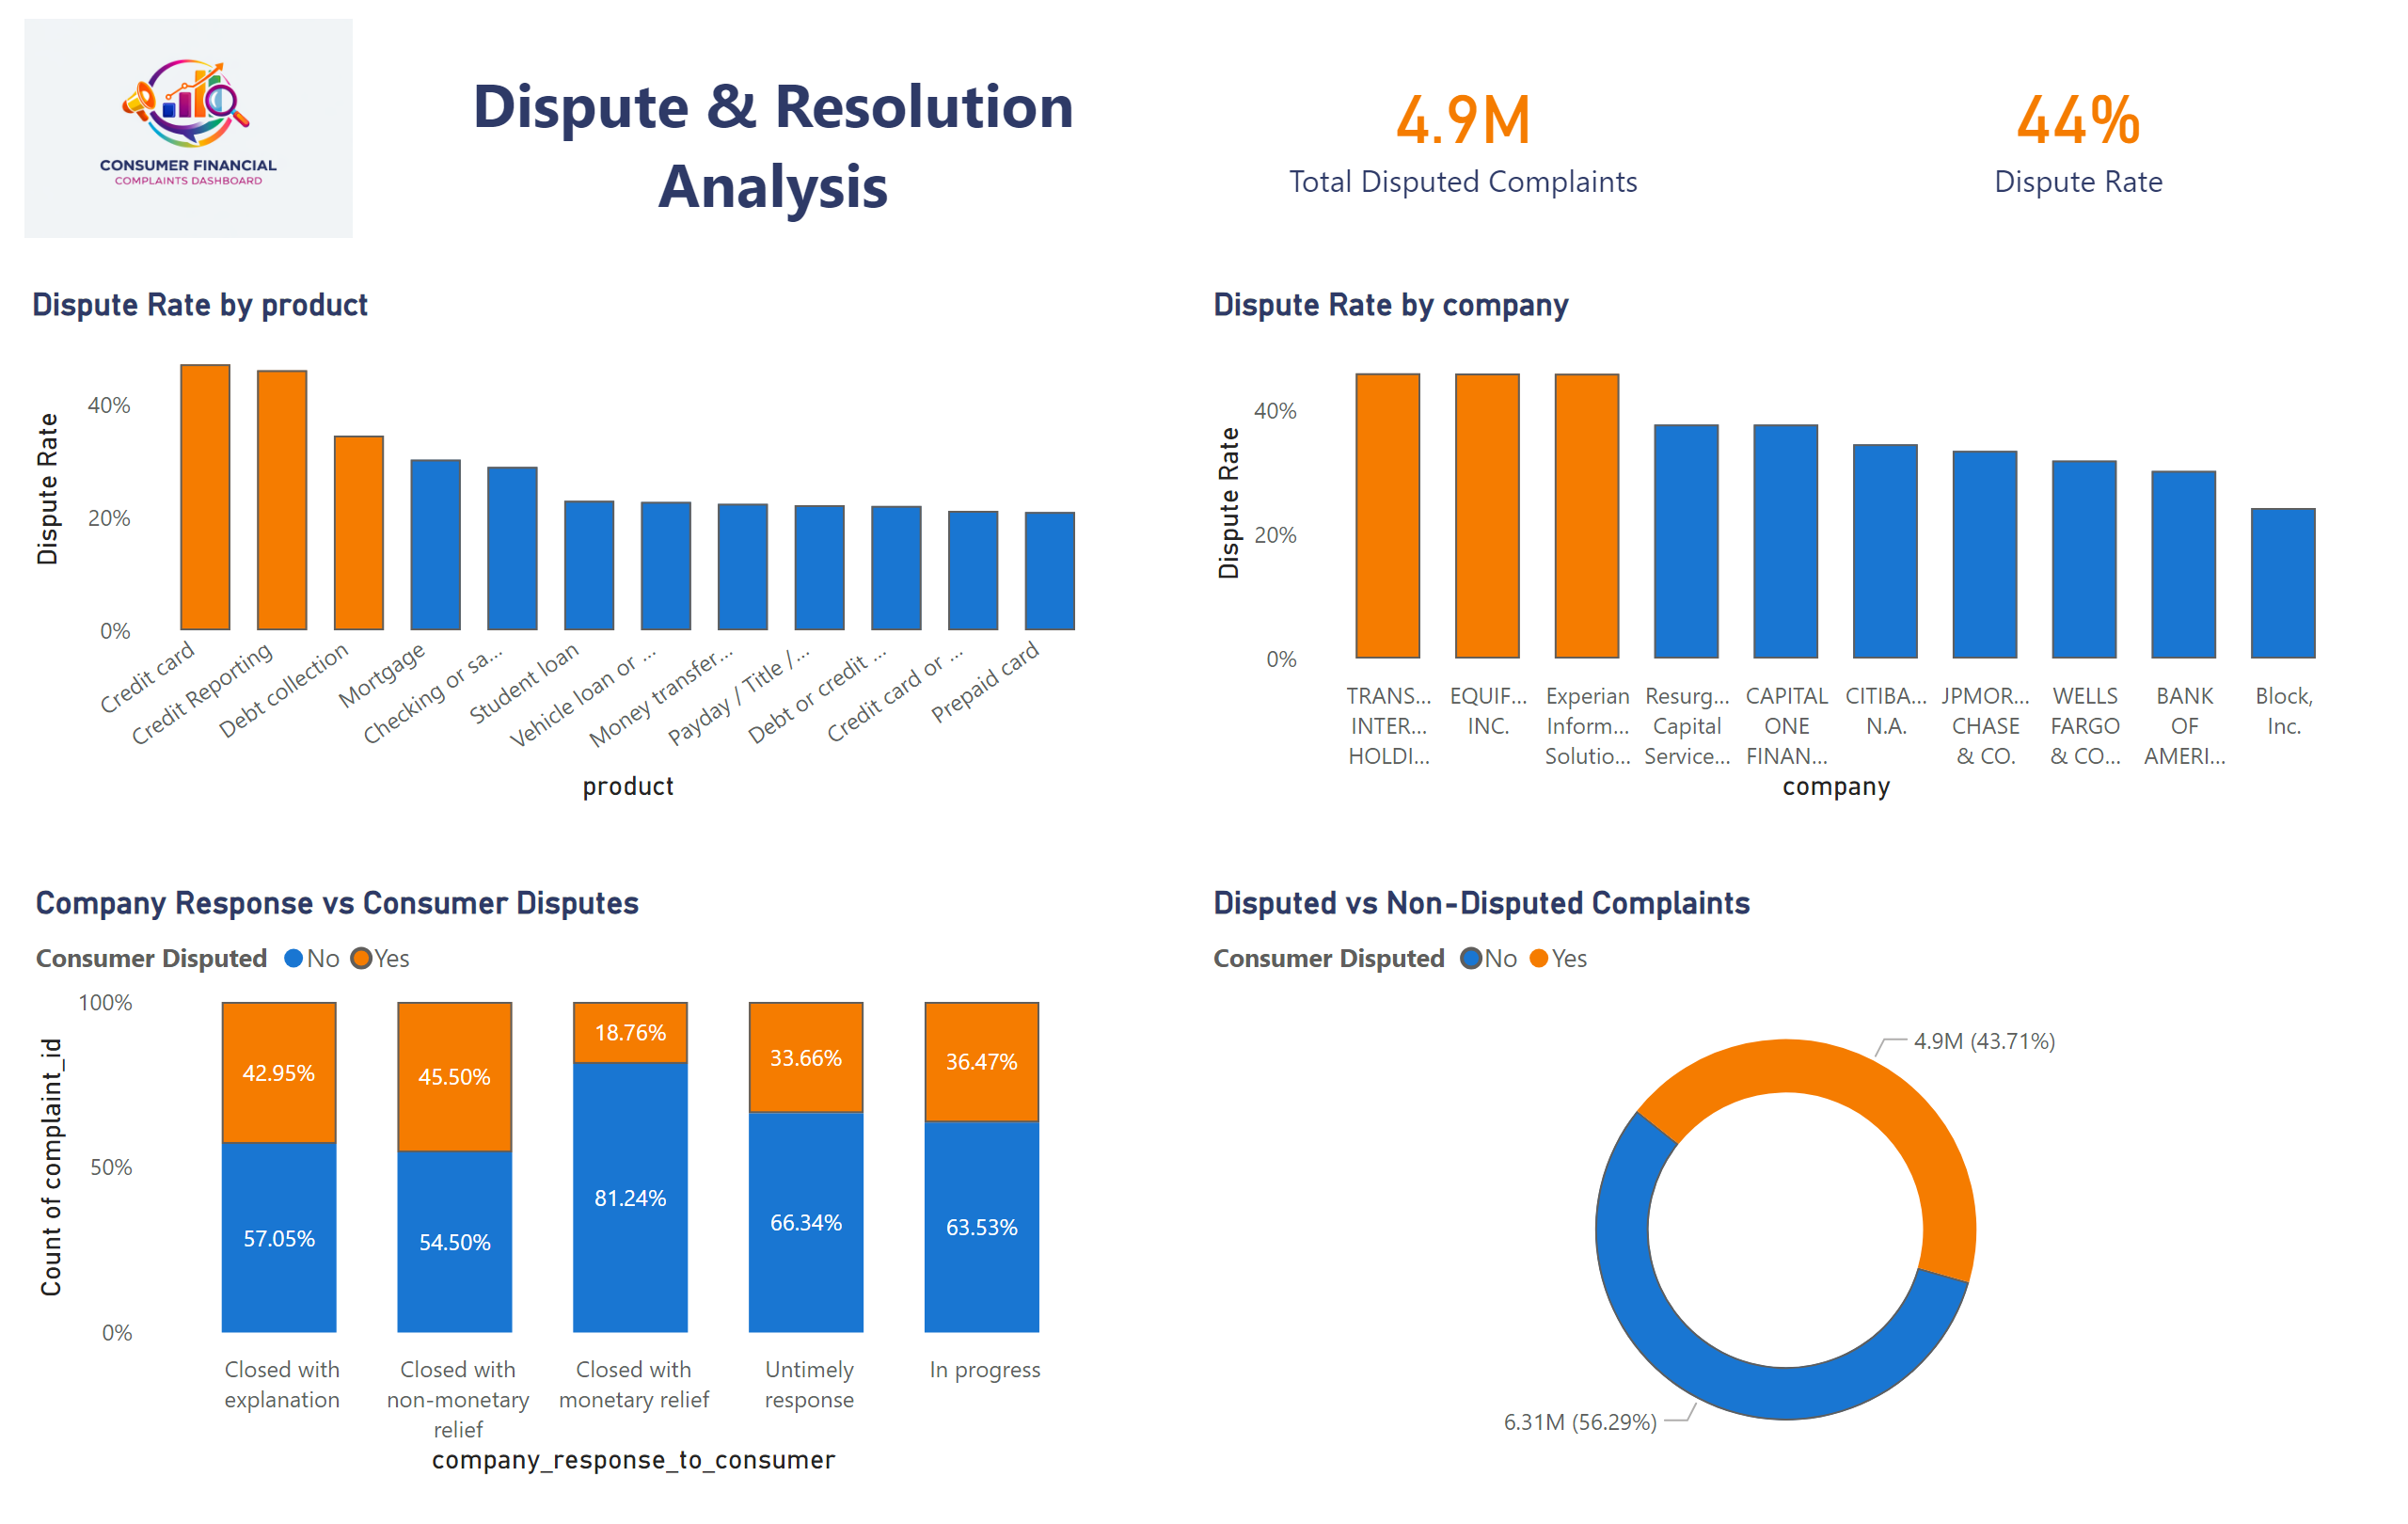 CONSUMER FINANCIAL
COMPLAINTS DASHBOARD
Dispute & Resolution
Analysis
4.9M
Total Disputed Complaints
44%
Dispute Rate
Dispute Rate by product
Dispute Rate
40%
20%
0%
Credit card
Credit Reporting
Debt collection
Mortgage
Checking or sa...
Student loan
Vehicle loan or ...
Money transfer...
Payday / Title /...
Debt or credit ...
Credit card or ...
Prepaid card
product
Dispute Rate by company
Dispute Rate
40%
20%
0%
TRANS...
INTER...
HOLDI...
EQUIF...
INC.
Experian
Inform...
Solutio...
Resurg...
Capital
Service...
CAPITAL
ONE
FINAN...
CITIBA...
N.A.
JPMOR...
CHASE
& CO.
WELLS
FARGO
& CO...
BANK
OF
AMERI...
Block,
Inc.
company
Company Response vs Consumer Disputes
Consumer Disputed No Yes
Count of complaint_id
100%
50%
0%
42.95%
57.05%
45.50%
54.50%
18.76%
81.24%
33.66%
66.34%
36.47%
63.53%
Closed with
explanation
Closed with
non-monetary
relief
Closed with
monetary relief
Untimely
response
In progress
company_response_to_consumer
Disputed vs Non-Disputed Complaints
Consumer Disputed No Yes
4.9M (43.71%)
6.31M (56.29%)